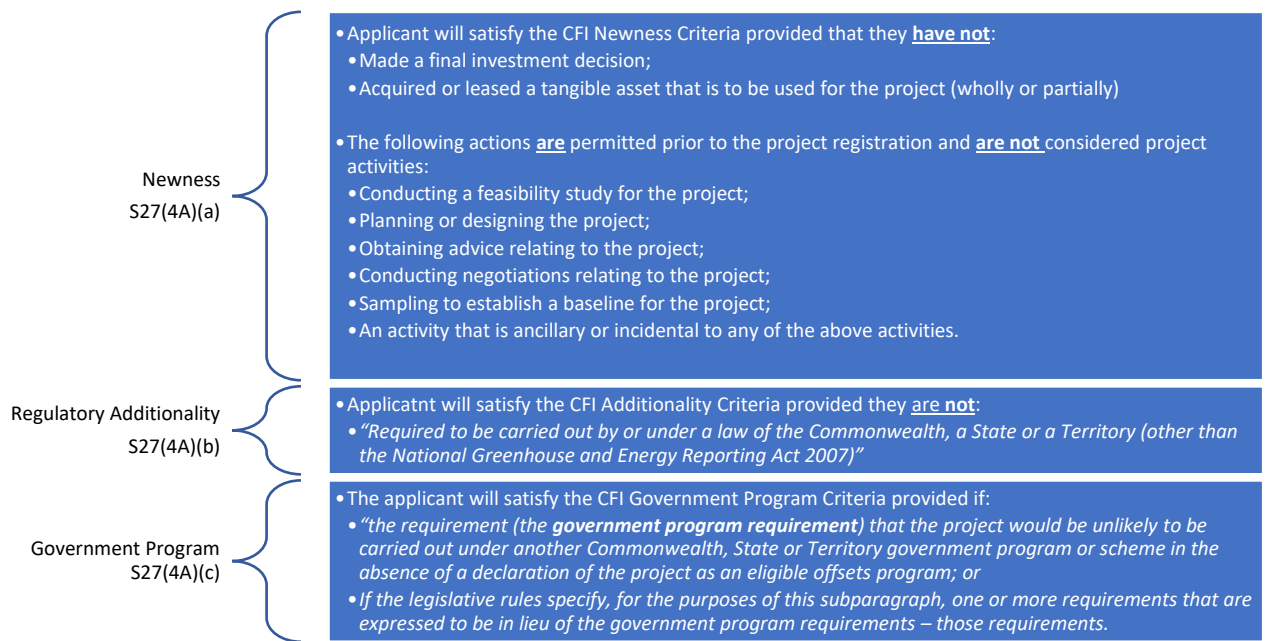 Newness
S27(4A)(a)
•Applicant will satisfy the CFI Newness Criteria provided that they have not:
•Made a final investment decision;
•Acquired or leased a tangible asset that is to be used for the project (wholly or partially)
•The following actions are permitted prior to the project registration and are not considered project
activities:
•Conducting a feasibility study for the project;
•Planning or designing the project;
•Obtaining advice relating to the project;
•Conducting negotiations relating to the project;
•Sampling to establish a baseline for the project;
•An activity that is ancillary or incidental to any of the above activities.
Regulatory Additionality
S27(4A)(b)
•Applicatnt will satisfy the CFI Additionality Criteria provided they are not:
•“Required to be carried out by or under a law of the Commonwealth, a State or a Territory (other than
the National Greenhouse and Energy Reporting Act 2007)”
Government Program
S27(4A)(c)
•The applicant will satisfy the CFI Government Program Criteria provided if:
•“the requirement (the government program requirement) that the project would be unlikely to be
carried out under another Commonwealth, State or Territory government program or scheme in the
absence of a declaration of the project as an eligible offsets program; or
•If the legislative rules specify, for the purposes of this subparagraph, one or more requirements that are
expressed to be in lieu of the government program requirements – those requirements.